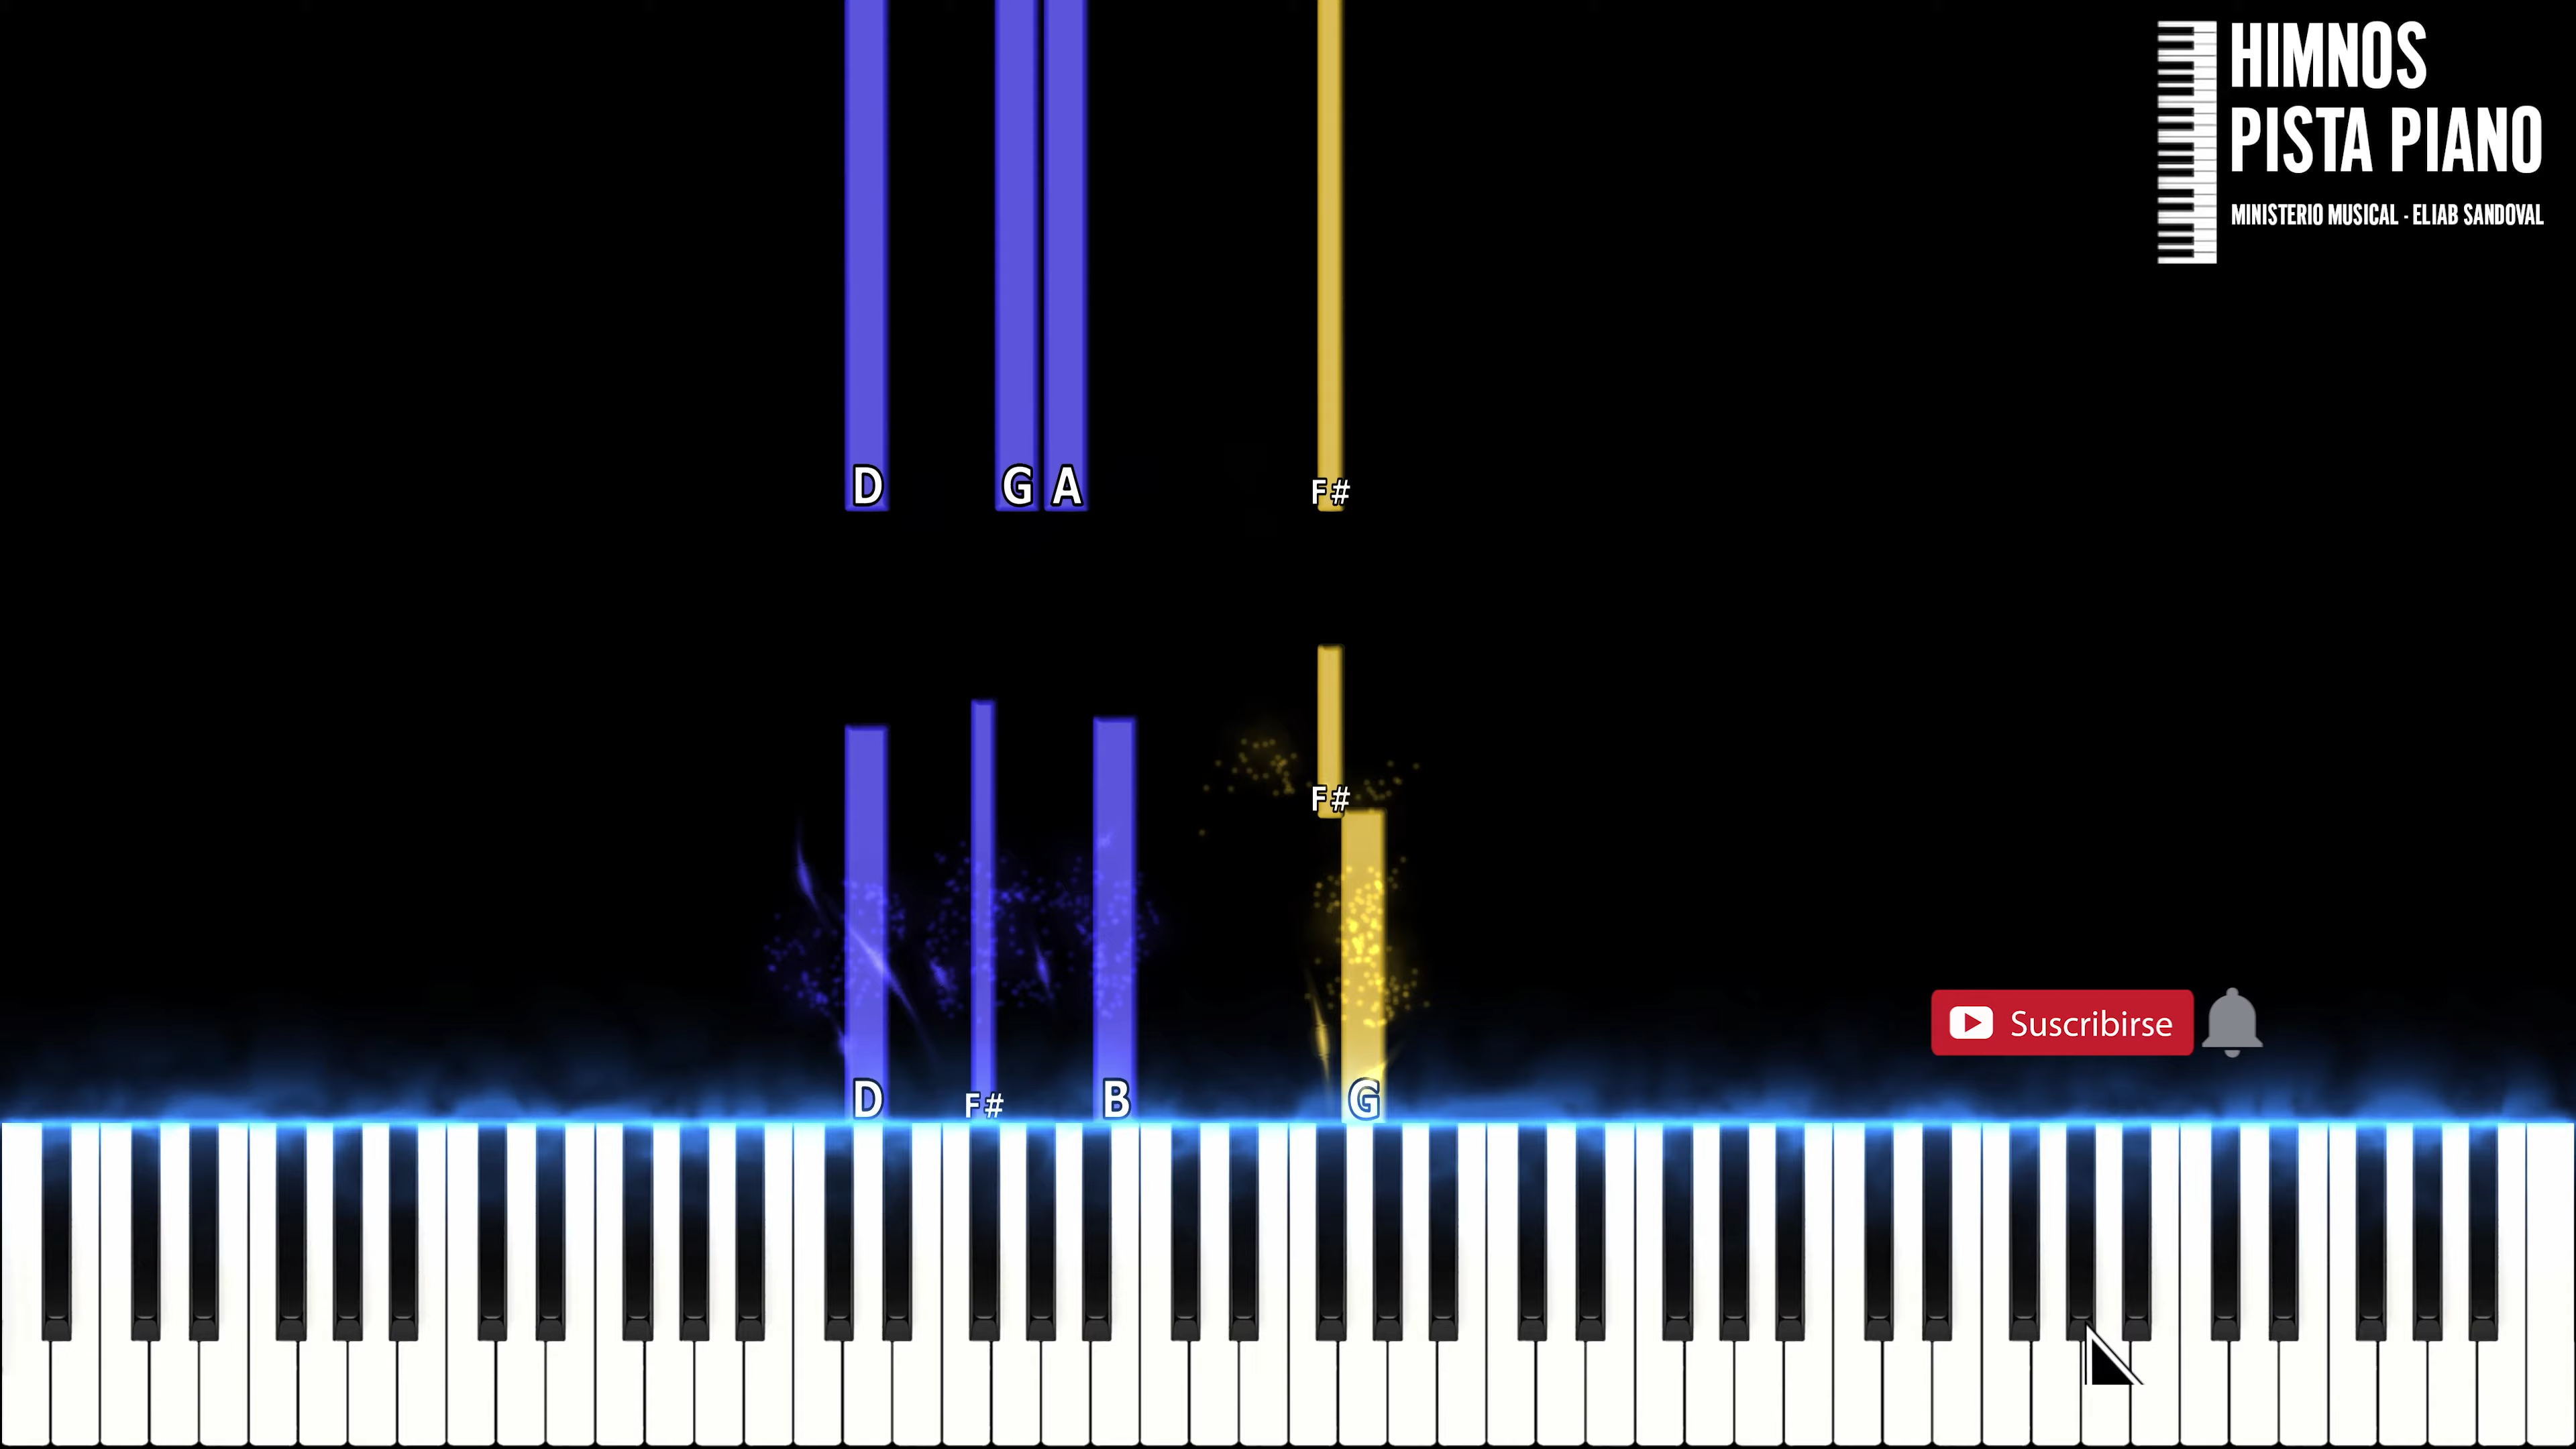 HIMNOS
PISTA PIANO
MINISTERIO MUSICAL - ELIAB SANDOVAL
D G A F#
F#
Suscribirse
D F# B G